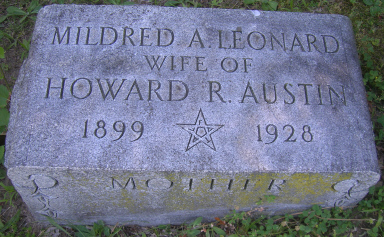 MILDRED A. LEONARD
WIFE OF
HOWARD R. AUSTIN
1899 1928
MOTHER